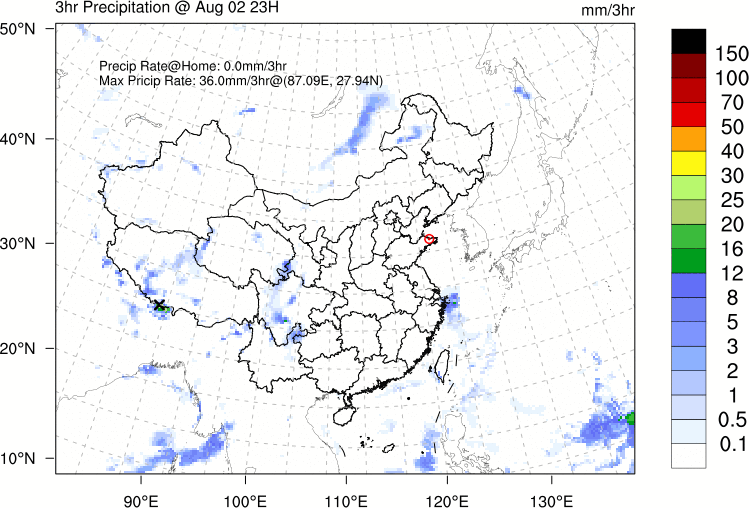 3hr Precipitation @ Aug 02 23H
mm/3hr
Precip Rate@Home: 0.0mm/3hr
Max Pricip Rate: 36.0mm/3hr@(87.09E, 27.94N)
50°N
40°N
30°N
20°N
10°N
90°E
100°E
110°E
120°E
130°E
150
100
70
50
40
30
25
20
16
12
8
5
3
2
1
0.5
0.1